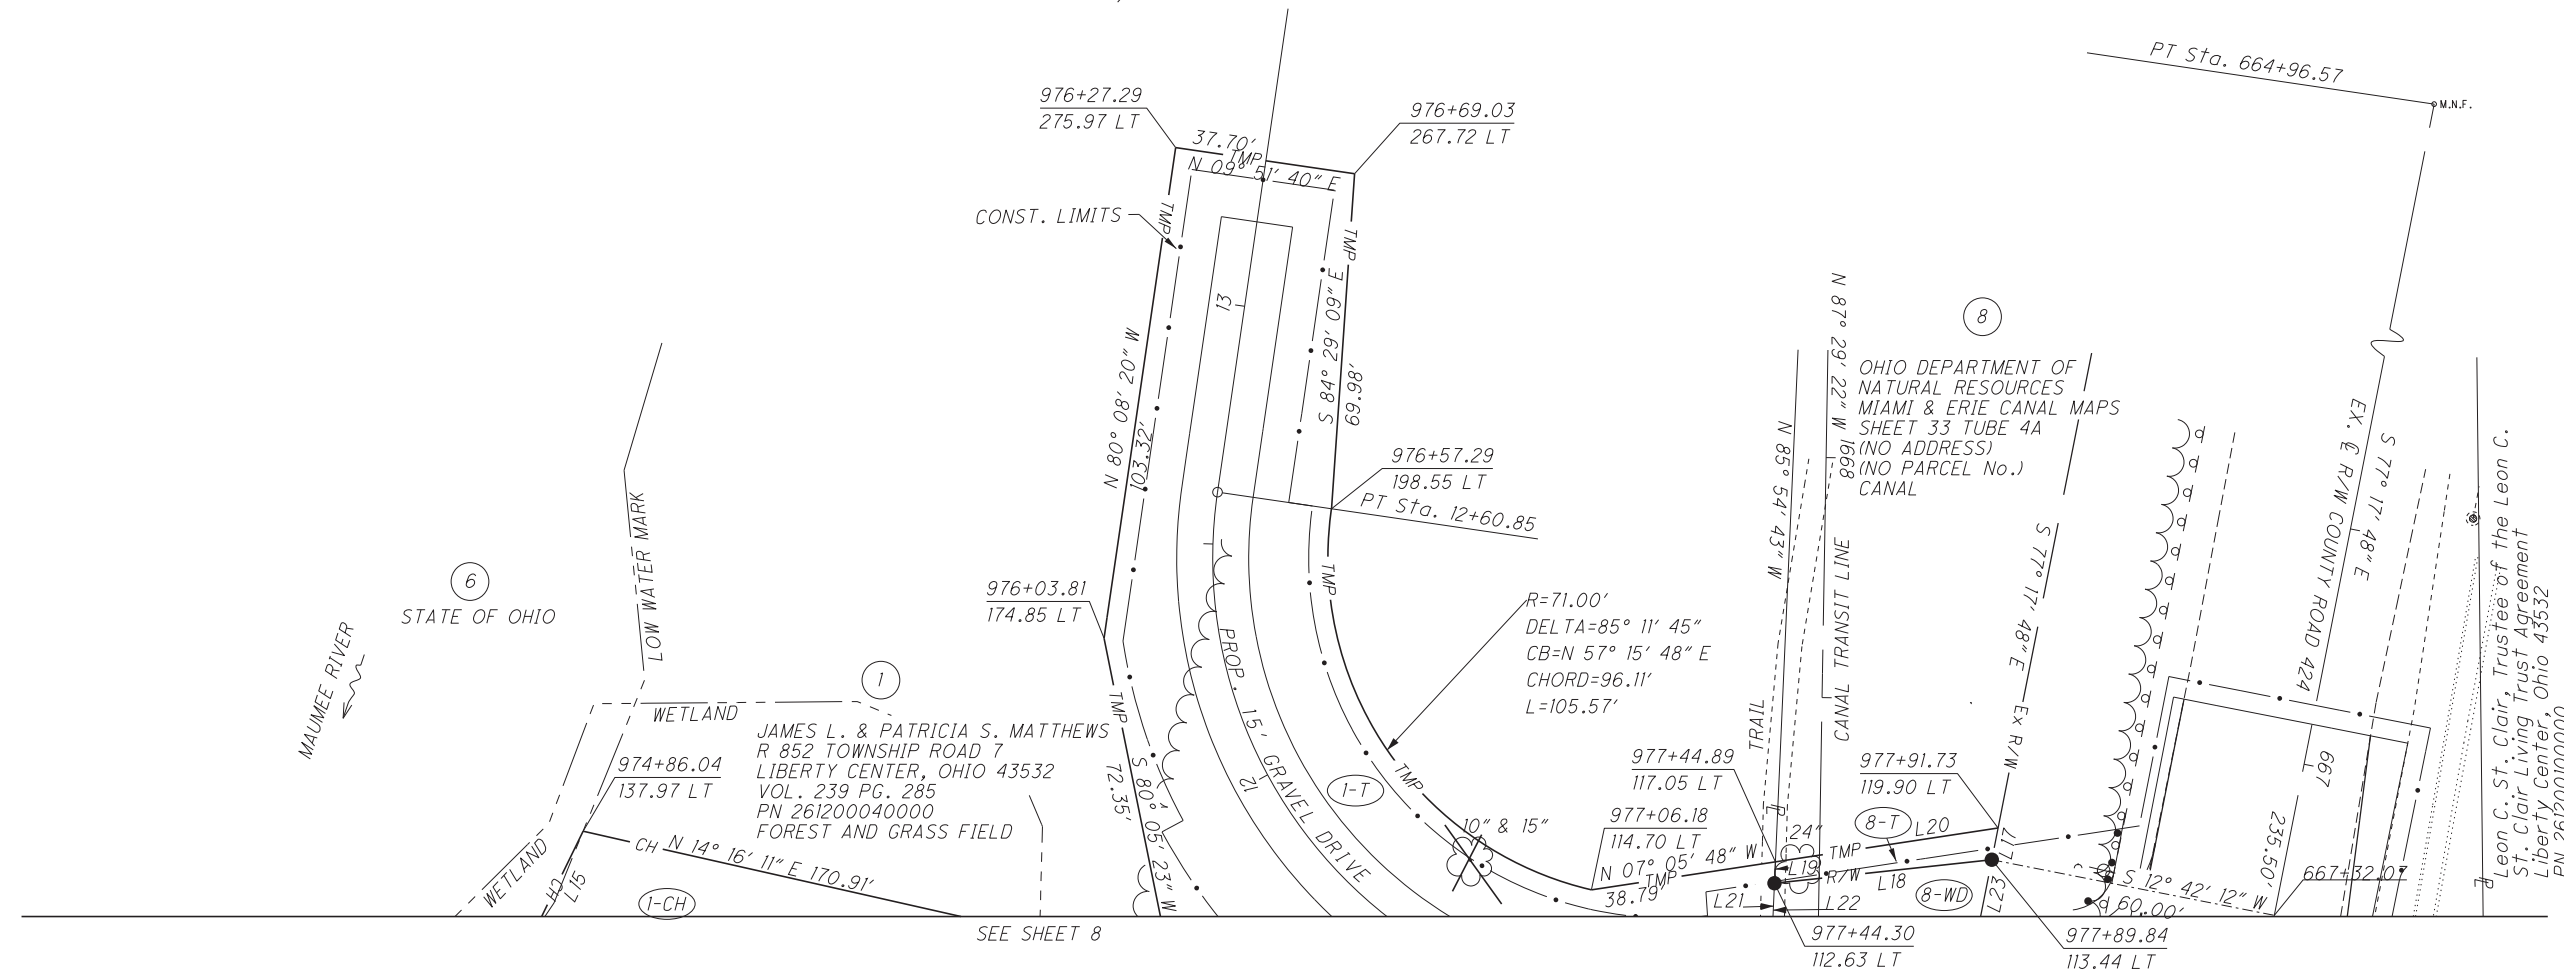 PT Sta. 664+96.57
M.N.F.
976+27.29
275.97 LT
976+69.03
267.72 LT
37.70'
TMP
N 09° 51' 40" E
CONST. LIMITS
TMP
TMP
N 80° 08' 20" W
103.32'
S 84° 29' 09" E
69.98'
13
976+57.29
198.55 LT
PT Sta. 12+60.85
976+03.81
174.85 LT
TMP
R=71.00'
DELTA=85° 11' 45"
CB=N 57° 15' 48" E
CHORD=96.11'
L=105.57'
N 85° 54' 43" W
N 87° 29' 22" W 1668
8
OHIO DEPARTMENT OF
NATURAL RESOURCES
MIAMI & ERIE CANAL MAPS
SHEET 33 TUBE 4A
(NO ADDRESS)
(NO PARCEL No.)
CANAL
TRAIL
CANAL TRANSIT LINE
S 77° 17' 48" E
Ex R/W
EX. ℄ R/W COUNTY ROAD 424
S 77° 17' 48" E
667
235.50'
Leon C. St. Clair, Trustee of the Leon C.
St. Clair Living Trust Agreement
Liberty Center, Ohio 43532
PN 261200100000
6
STATE OF OHIO
MAUMEE RIVER
LOW WATER MARK
WETLAND
WETLAND
1
JAMES L. & PATRICIA S. MATTHEWS
R 852 TOWNSHIP ROAD 7
LIBERTY CENTER, OHIO 43532
VOL. 239 PG. 285
PN 261200040000
FOREST AND GRASS FIELD
974+86.04
137.97 LT
CH
N 14° 16' 11" E 170.91'
CH
L15
1-CH
TMP
72.35'
S 80° 05' 23" W
PROP. 15' GRAVEL DRIVE
12
1-T
TMP
10" & 15"
977+06.18
114.70 LT
977+44.89
117.05 LT
977+91.73
119.90 LT
N 07° 05' 48" W
TMP
38.79'
24"
PL
L19
TMP
R/W
8-T
L20
L18
L17
8-WD
L21
L22
L23
S 12° 42' 12" W
60.00'
667+32.07
PL
977+44.30
112.63 LT
977+89.84
113.44 LT
SEE SHEET 8